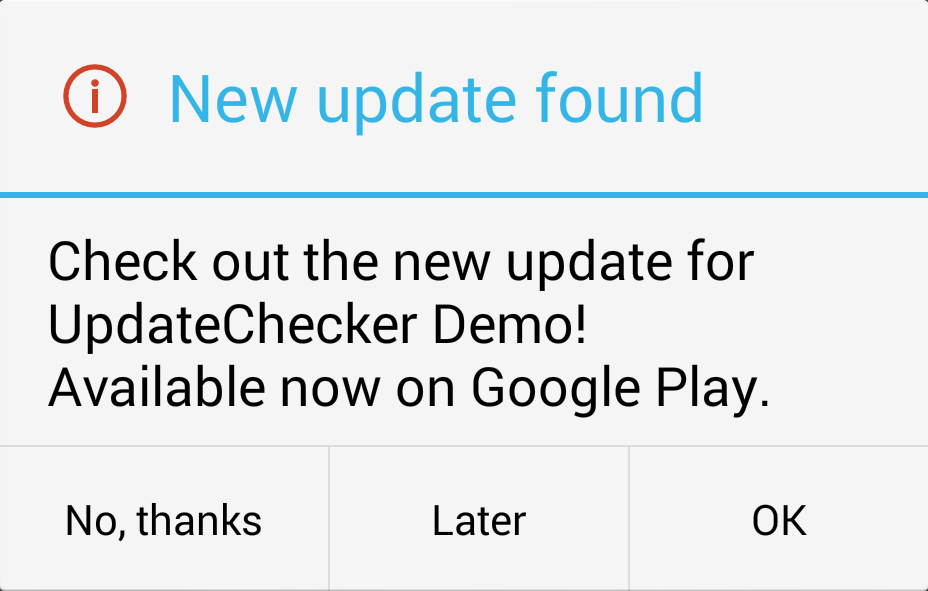 New update found
Check out the new update for
UpdateChecker Demo!
Available now on Google Play.
No, thanks
Later
OK